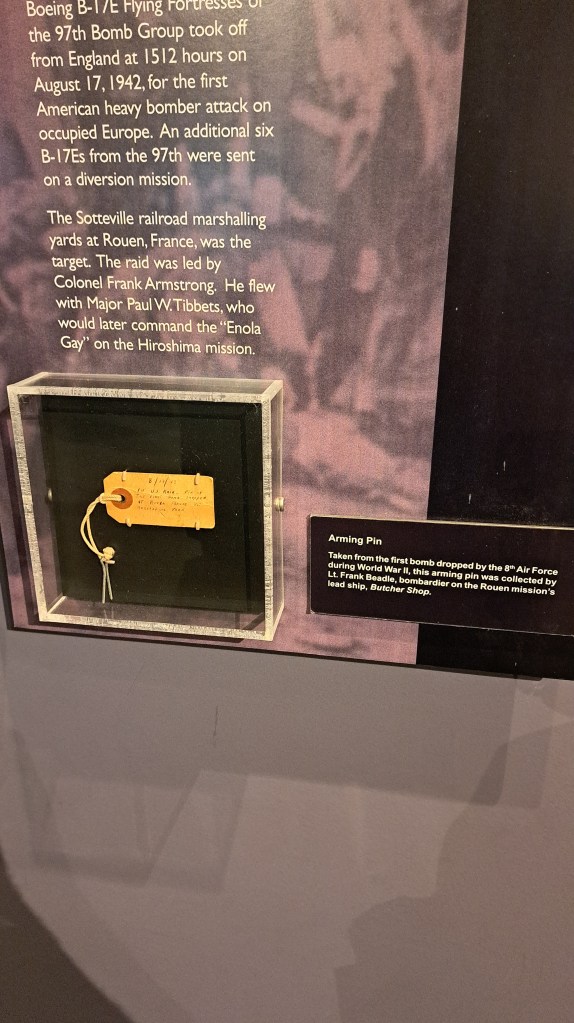 Boeing B-17E Flying Fortresses of
the 97th Bomb Group took off
from England at 1512 hours on
August 17, 1942, for the first
American heavy bomber attack on
occupied Europe. An additional six
B-17Es from the 97th were sent
on a diversion mission.
The Sotteville railroad marshalling
yards at Rouen, France, was the
target. The raid was led by
Colonel Frank Armstrong. He flew
with Major Paul W. Tibbets, who
would later command the “Enola
Gay” on the Hiroshima mission.
Arming Pin
Taken from the first bomb dropped by the 8th Air Force
during World War II, this arming pin was collected by
Lt. Frank Beadle, bombardier on the Rouen mission's
lead ship, Butcher Shop.